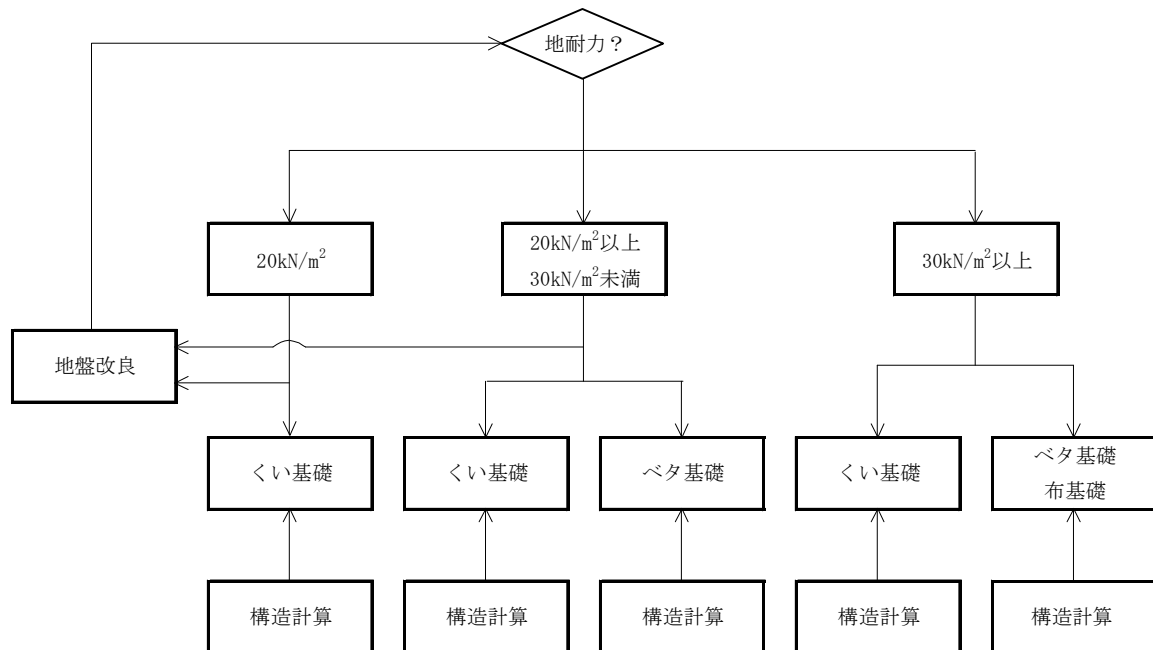 地耐力？
20kN/m²
20kN/m²以上
30kN/m²未満
30kN/m²以上
地盤改良
くい基礎
くい基礎
ベタ基礎
くい基礎
ベタ基礎
布基礎
構造計算
構造計算
構造計算
構造計算
構造計算